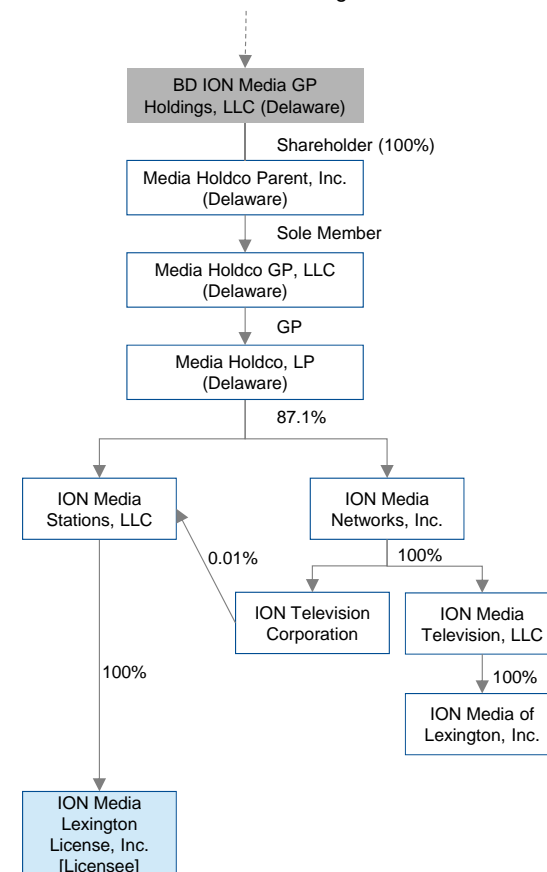 BD ION Media GP
Holdings, LLC (Delaware)
Shareholder (100%)
Media Holdco Parent, Inc.
(Delaware)
Sole Member
Media Holdco GP, LLC
(Delaware)
GP
Media Holdco, LP
(Delaware)
87.1%
ION Media
Stations, LLC
ION Media
Networks, Inc.
0.01%
100%
ION Television
Corporation
ION Media
Television, LLC
100%
100%
ION Media of
Lexington, Inc.
ION Media
Lexington
License, Inc.
[Licensee]